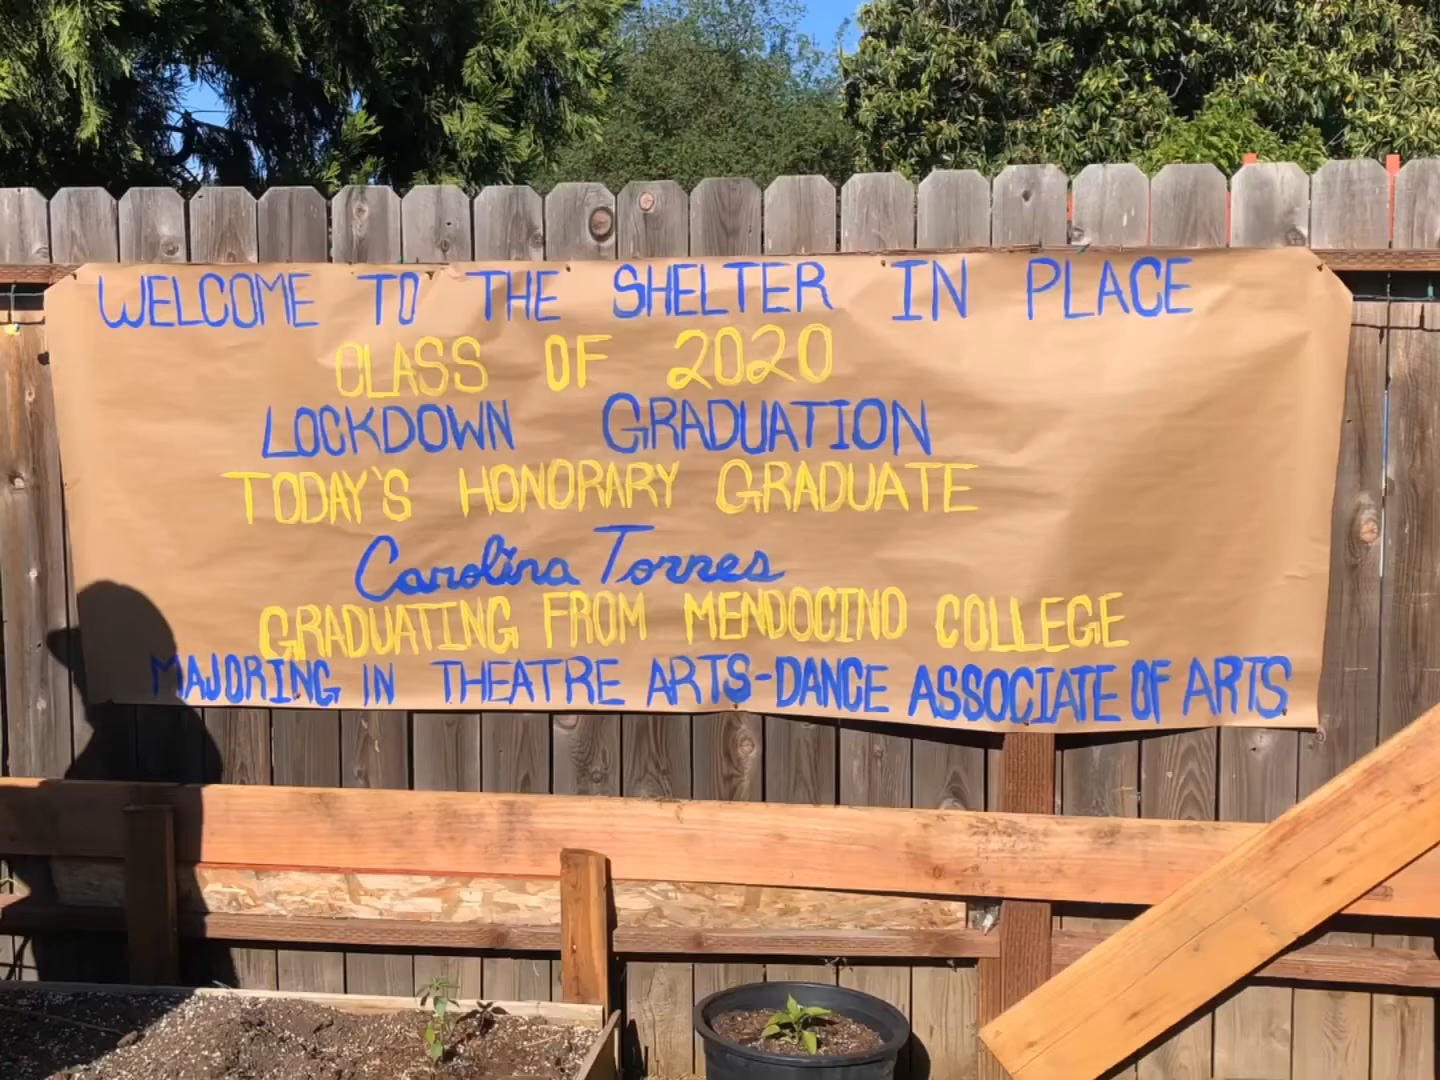 WELCOME TO THE SHELTER IN PLACE
CLASS OF 2020
LOCKDOWN GRADUATION
TODAY'S HONORARY GRADUATE
Carolina Torres
GRADUATING FROM MENDOCINO COLLEGE
MAJORING IN THEATRE ARTS-DANCE ASSOCIATE OF ARTS